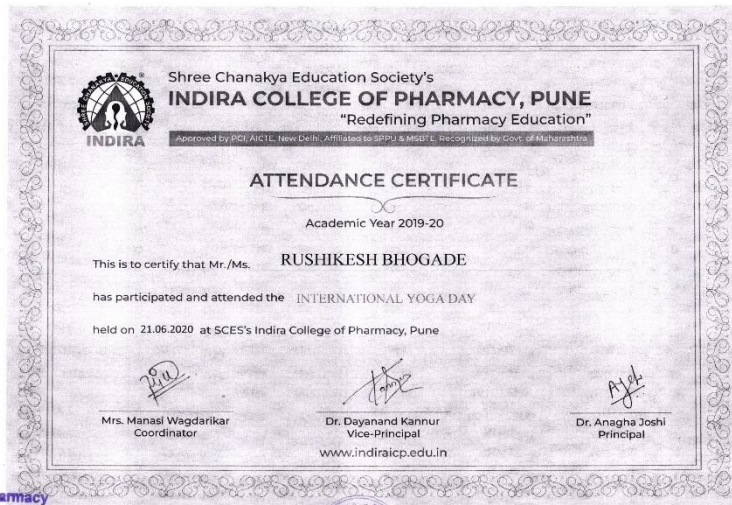 Shree Chanakya Education Society's
INDIRA COLLEGE OF PHARMACY, PUNE
"Redefining Pharmacy Education"
Approved by PCI, AICTE, New Delhi, Affiliated to SPPU & MSBTE, Recognized by Govt. of Maharashtra
INDIRA
ATTENDANCE CERTIFICATE
Academic Year 2019-20
This is to certify that Mr./Ms. RUSHIKESH BHOGADE
has participated and attended the INTERNATIONAL YOGA DAY
held on 21.06.2020 at SCES's Indira College of Pharmacy, Pune
Mrs. Manasi Wagdarikar
Coordinator
Dr. Dayanand Kannur
Vice-Principal
Dr. Anagha Joshi
Principal
www.indiraicp.edu.in
armacy